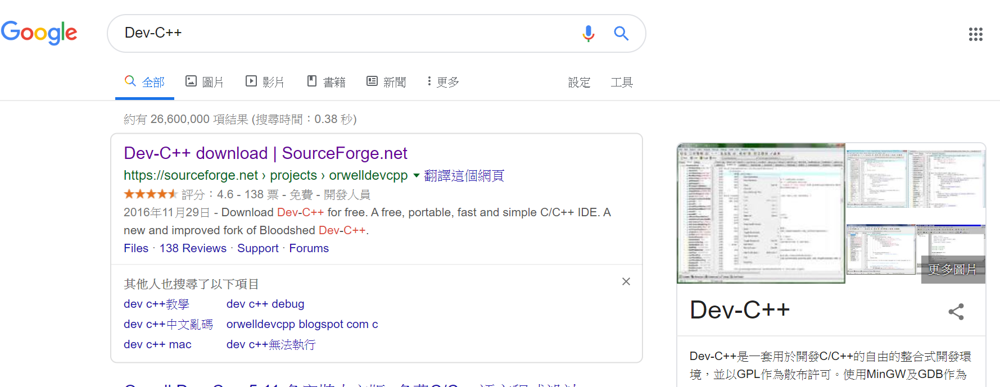 Google
Dev-C++
全部 圖片 影片 書籍 新聞 更多 設定 工具
約有 26,600,000 項結果 (搜尋時間：0.38 秒)
Dev-C++ download | SourceForge.net
https://sourceforge.net › projects › orwelldevcpp 翻譯這個網頁
評分：4.6 - 138 票 - 免費 - 開發人員
2016年11月29日 - Download Dev-C++ for free. A free, portable, fast and simple C/C++ IDE. A
new and improved fork of Bloodshed Dev-C++.
Files · 138 Reviews · Support · Forums
其他人也搜尋了以下項目
dev c++教學 dev c++ debug
dev c++中文亂碼 orwelldevcpp blogspot com c
dev c++ mac dev c++無法執行
更多圖片
Dev-C++
Dev-C++是一套用於開發C/C++的自由的整合式開發環
境，並以GPL作為散布許可。使用MinGW及GDB作為